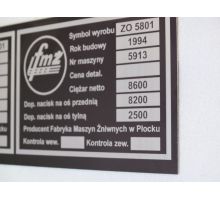 Symbol wyrobu ZO 5801
Rok budowy 1994
Nr maszyny 5913
Cena detal.
Ciężar netto 8600
Dop. nacisk na oś przednią 8200
Dop. nacisk na oś tylną 2500
Producent Fabryka Maszyn Żniwnych w Płocku
Kontrola wew. Kontrola zew.
fmż